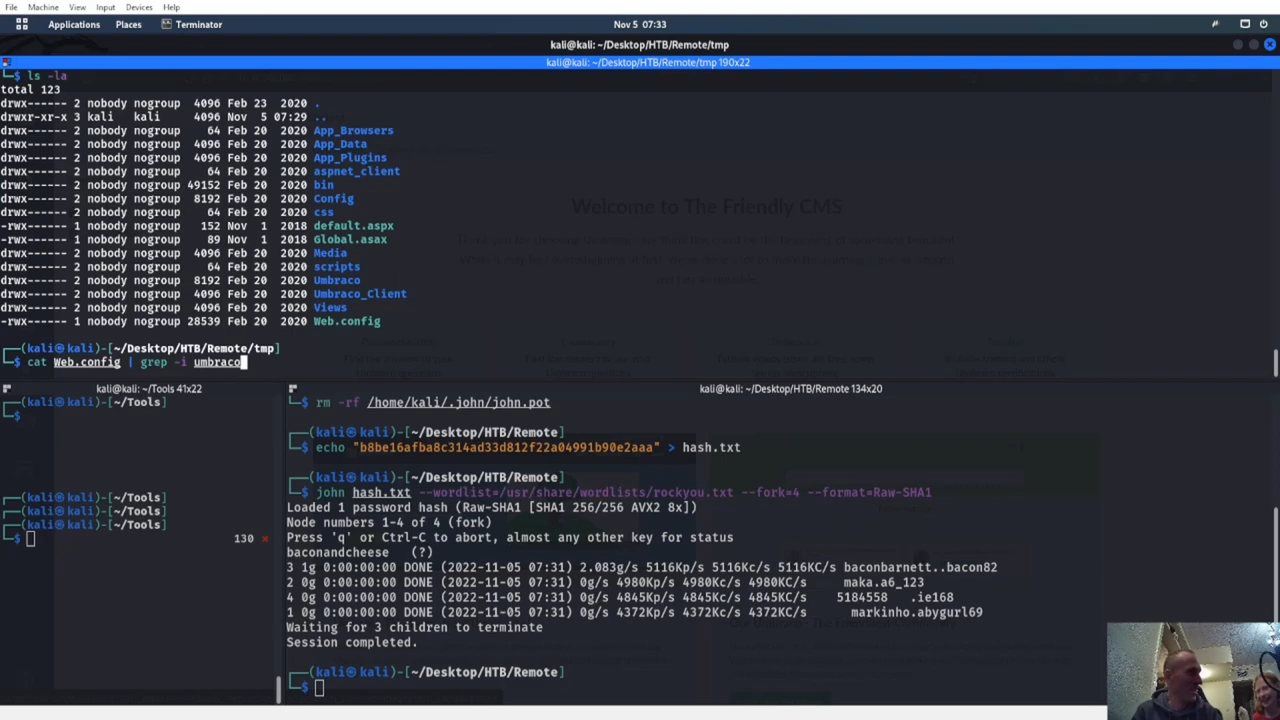 File Machine View Input Devices Help
Applications Places Terminator Nov 5 07:33
kali@kali: ~/Desktop/HTB/Remote/tmp
kali@kali: ~/Desktop/HTB/Remote/tmp 190x22
└─$ ls -la
total 123
drwx------ 2 nobody nogroup 4096 Feb 23 2020 .
drwxr-xr-x 3 kali kali 4096 Nov 5 07:29 ..
drwx------ 2 nobody nogroup 64 Feb 20 2020 App_Browsers
drwx------ 2 nobody nogroup 4096 Feb 20 2020 App_Data
drwx------ 2 nobody nogroup 4096 Feb 20 2020 App_Plugins
drwx------ 2 nobody nogroup 64 Feb 20 2020 aspnet_client
drwx------ 2 nobody nogroup 49152 Feb 20 2020 bin
drwx------ 2 nobody nogroup 8192 Feb 20 2020 Config
drwx------ 2 nobody nogroup 64 Feb 20 2020 css
-rwx------ 1 nobody nogroup 152 Nov 1 2018 default.aspx
-rwx------ 1 nobody nogroup 89 Nov 1 2018 Global.asax
drwx------ 2 nobody nogroup 4096 Feb 20 2020 Media
drwx------ 2 nobody nogroup 64 Feb 20 2020 scripts
drwx------ 2 nobody nogroup 8192 Feb 20 2020 Umbraco
drwx------ 2 nobody nogroup 4096 Feb 20 2020 Umbraco_Client
drwx------ 2 nobody nogroup 4096 Feb 20 2020 Views
-rwx------ 1 nobody nogroup 28539 Feb 20 2020 Web.config
Welcome to The Friendly CMS
┌──(kali㉿kali)-[~/Desktop/HTB/Remote/tmp]
└─$ cat Web.config | grep -i umbraco
kali@kali: ~/Tools 41x22
┌──(kali㉿kali)-[~/Tools]
└─$
┌──(kali㉿kali)-[~/Tools]
┌──(kali㉿kali)-[~/Tools]
┌──(kali㉿kali)-[~/Tools]
└─$
130 ⨯
kali@kali: ~/Desktop/HTB/Remote 134x20
└─$ rm -rf /home/kali/.john/john.pot
┌──(kali㉿kali)-[~/Desktop/HTB/Remote]
└─$ echo "b8be16afba8c314ad33d812f22a04991b90e2aaa" > hash.txt
┌──(kali㉿kali)-[~/Desktop/HTB/Remote]
└─$ john hash.txt --wordlist=/usr/share/wordlists/rockyou.txt --fork=4 --format=Raw-SHA1
Loaded 1 password hash (Raw-SHA1 [SHA1 256/256 AVX2 8x])
Node numbers 1-4 of 4 (fork)
Press 'q' or Ctrl-C to abort, almost any other key for status
baconandcheese (?)
3 1g 0:00:00:00 DONE (2022-11-05 07:31) 2.083g/s 5116Kp/s 5116Kc/s 5116KC/s baconbarnett..bacon82
2 0g 0:00:00:00 DONE (2022-11-05 07:31) 0g/s 4980Kp/s 4980Kc/s 4980KC/s maka.a6_123
4 0g 0:00:00:00 DONE (2022-11-05 07:31) 0g/s 4845Kp/s 4845Kc/s 4845KC/s 5184558 .ie168
1 0g 0:00:00:00 DONE (2022-11-05 07:31) 0g/s 4372Kp/s 4372Kc/s 4372KC/s markinho.abygurl69
Waiting for 3 children to terminate
Session completed.
┌──(kali㉿kali)-[~/Desktop/HTB/Remote]
└─$